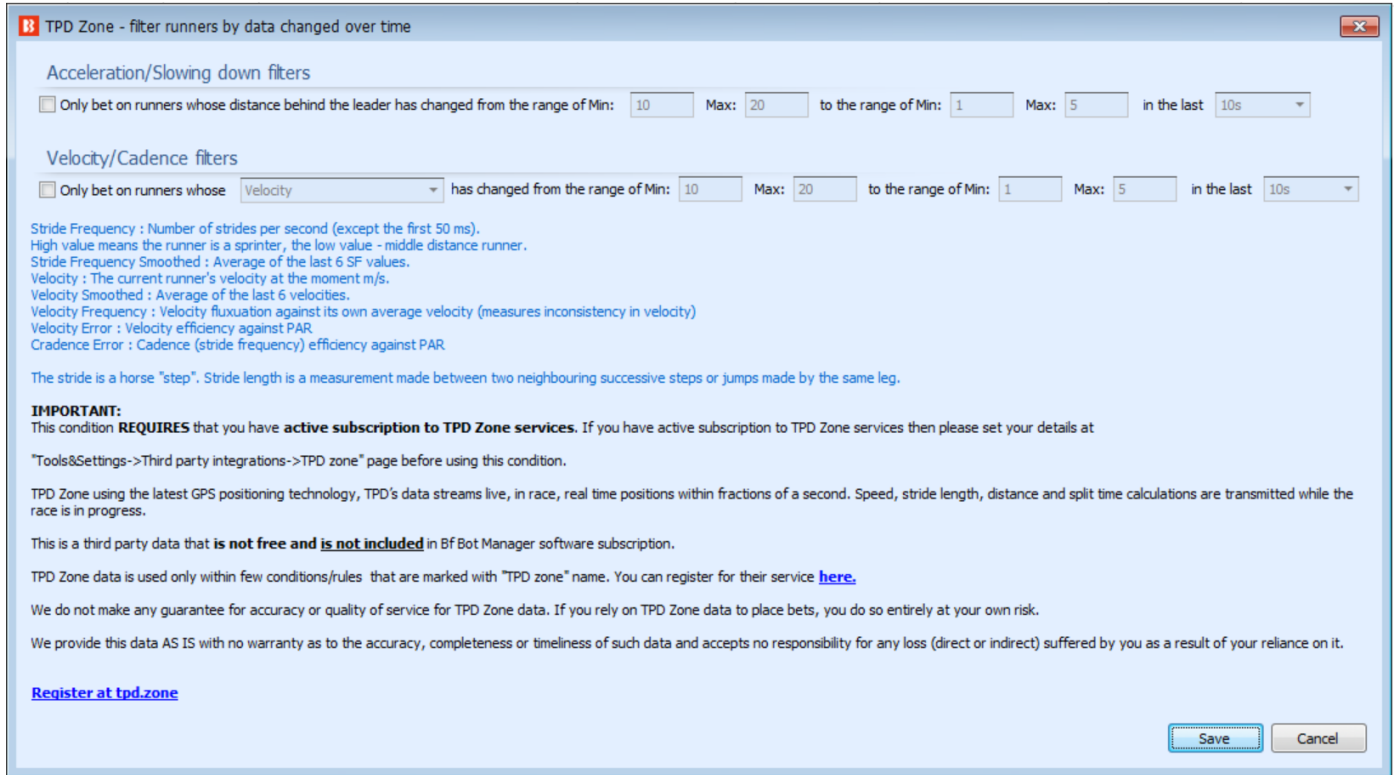 TPD Zone - filter runners by data changed over time
Acceleration/Slowing down filters
Only bet on runners whose distance behind the leader has changed from the range of Min: 10 Max: 20 to the range of Min: 1 Max: 5 in the last 10s
Velocity/Cadence filters
Only bet on runners whose Velocity has changed from the range of Min: 10 Max: 20 to the range of Min: 1 Max: 5 in the last 10s
Stride Frequency : Number of strides per second (except the first 50 ms).
High value means the runner is a sprinter, the low value - middle distance runner.
Stride Frequency Smoothed : Average of the last 6 SF values.
Velocity : The current runner's velocity at the moment m/s.
Velocity Smoothed : Average of the last 6 velocities.
Velocity Frequency : Velocity fluxuation against its own average velocity (measures inconsistency in velocity)
Velocity Error : Velocity efficiency against PAR
Cradence Error : Cadence (stride frequency) efficiency against PAR
The stride is a horse "step". Stride length is a measurement made between two neighbouring successive steps or jumps made by the same leg.
IMPORTANT:
This condition REQUIRES that you have active subscription to TPD Zone services. If you have active subscription to TPD Zone services then please set your details at
"Tools&Settings->Third party integrations->TPD zone" page before using this condition.
TPD Zone using the latest GPS positioning technology, TPD's data streams live, in race, real time positions within fractions of a second. Speed, stride length, distance and split time calculations are transmitted while the
race is in progress.
This is a third party data that is not free and is not included in Bf Bot Manager software subscription.
TPD Zone data is used only within few conditions/rules that are marked with "TPD zone" name. You can register for their service here.
We do not make any guarantee for accuracy or quality of service for TPD Zone data. If you rely on TPD Zone data to place bets, you do so entirely at your own risk.
We provide this data AS IS with no warranty as to the accuracy, completeness or timeliness of such data and accepts no responsibility for any loss (direct or indirect) suffered by you as a result of your reliance on it.
Register at tpd.zone
Save Cancel